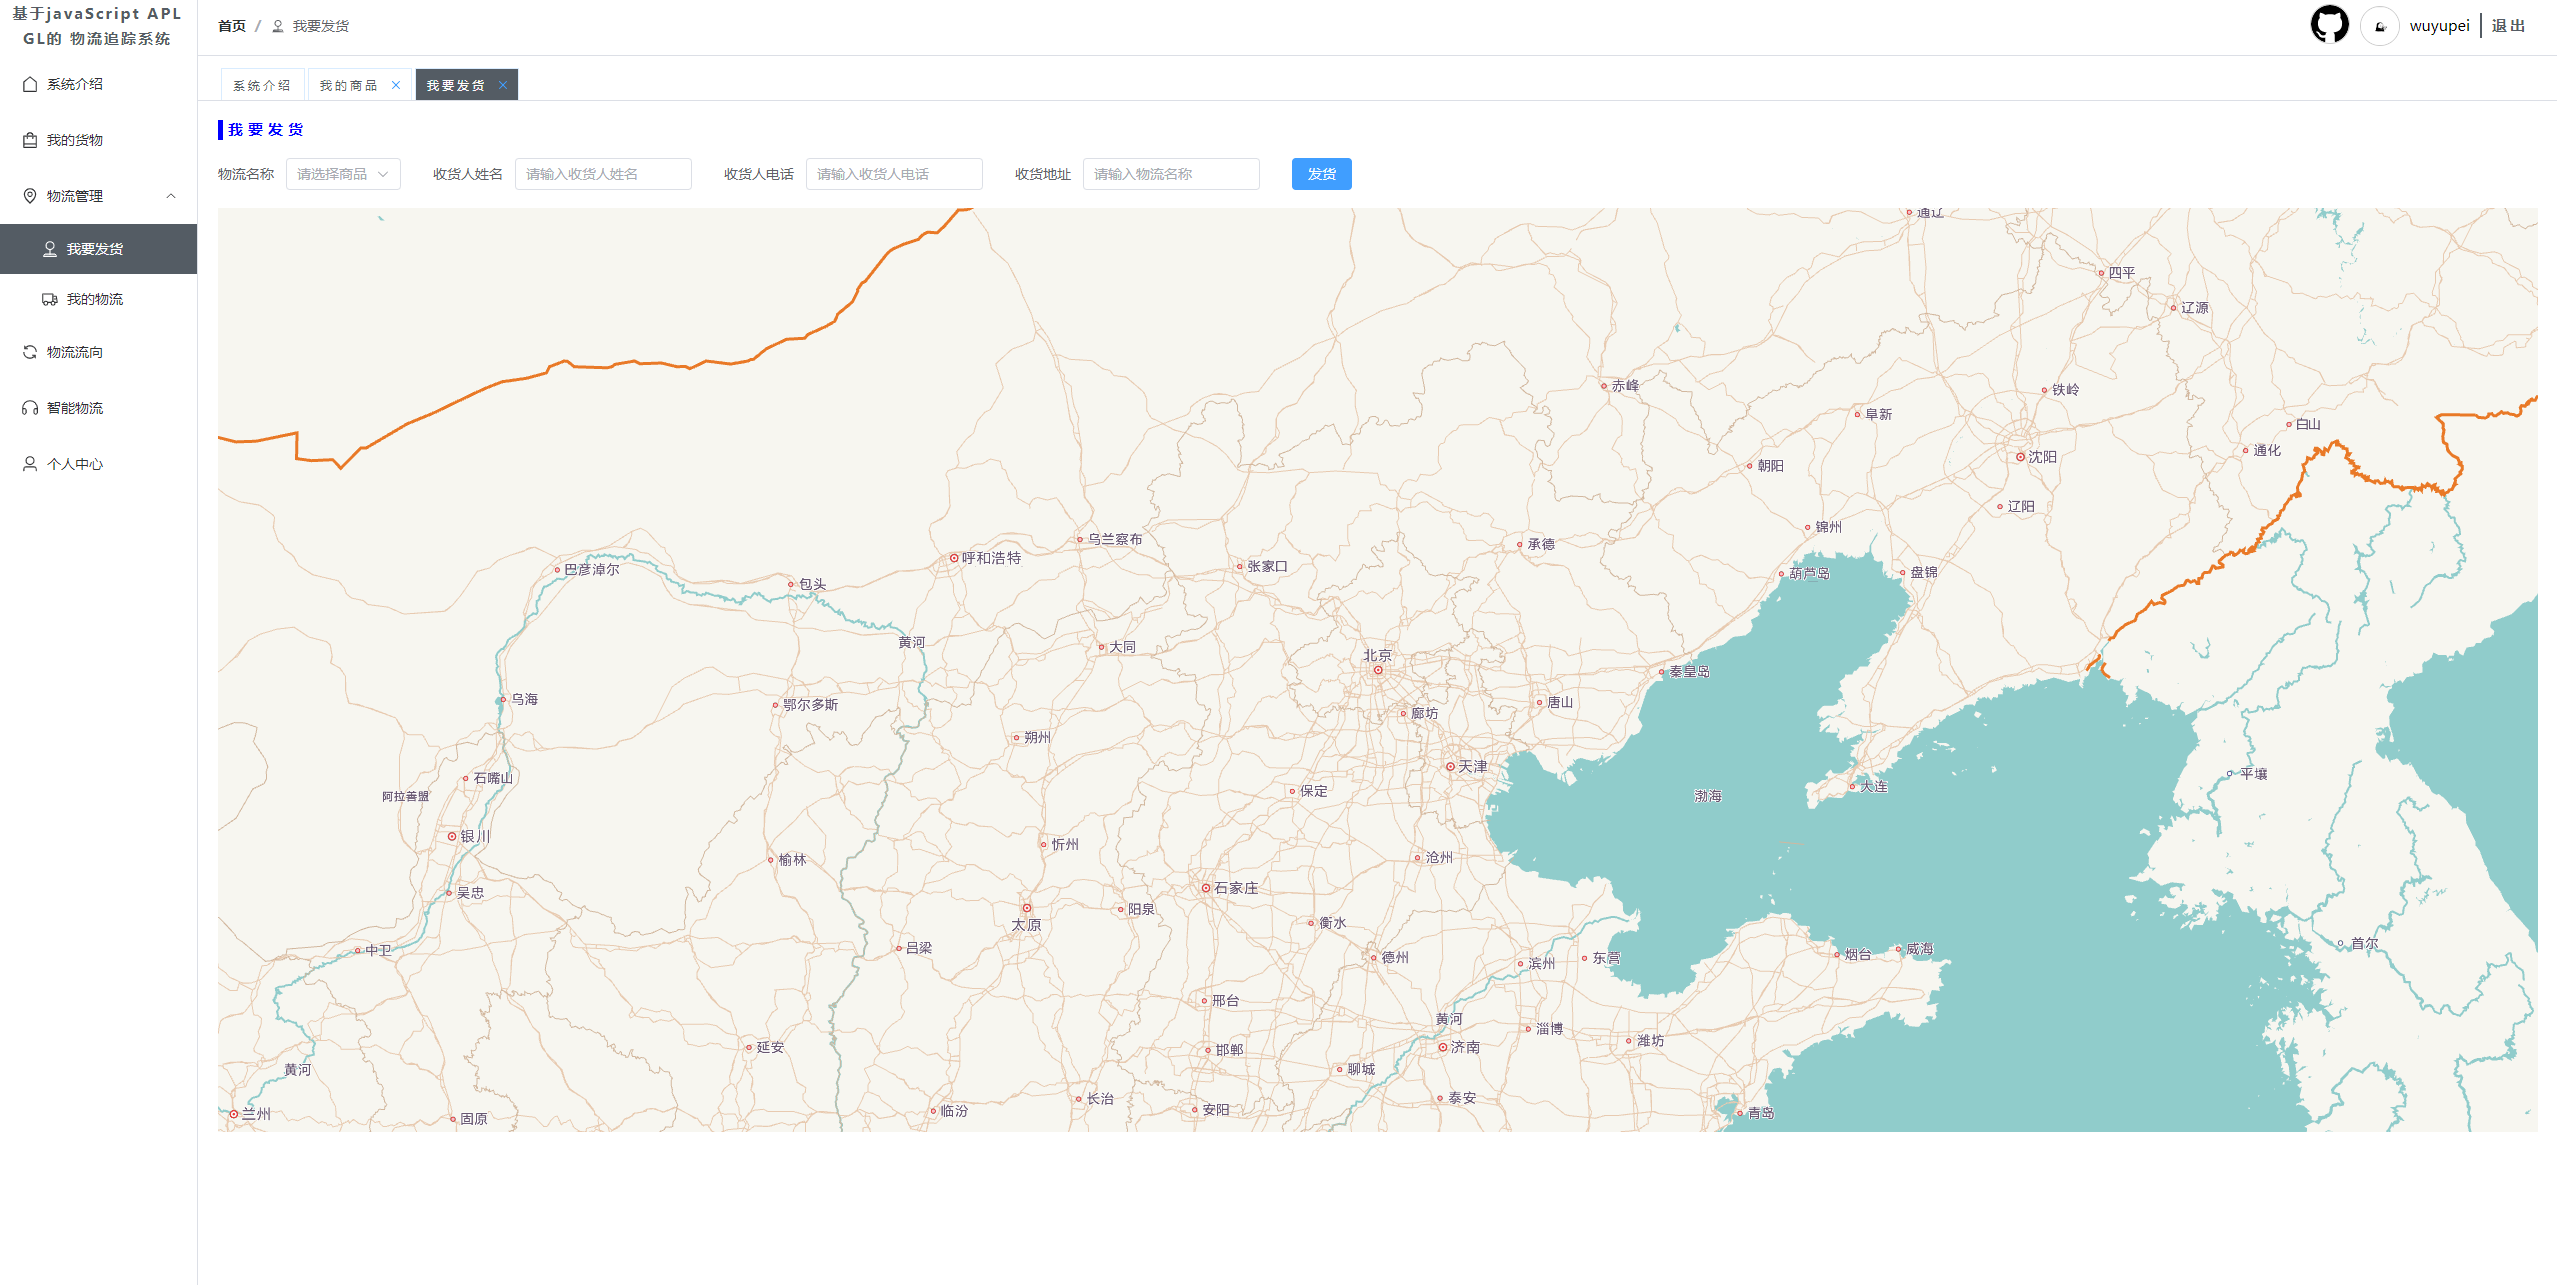 基于javaScript APL
GL的 物流追踪系统
系统介绍
我的货物
物流管理
我要发货
我的物流
物流流向
智能物流
个人中心
首页 / 我要发货
wuyupei 退出
系统介绍 我的商品 我要发货
我要发货
物流名称 请选择商品 收货人姓名 请输入收货人姓名 收货人电话 请输入收货人电话 收货地址 请输入物流名称 发货
通辽
四平
辽源
赤峰
铁岭
阜新
白山
通化
沈阳
朝阳
辽阳
锦州
乌兰察布
承德
呼和浩特
张家口
巴彦淖尔
葫芦岛
盘锦
包头
黄河
大同
北京
秦皇岛
乌海
鄂尔多斯
唐山
廊坊
朔州
天津
平壤
石嘴山
大连
保定
阿拉善盟
渤海
银川
忻州
沧州
榆林
石家庄
吴忠
阳泉
太原
衡水
首尔
吕梁
中卫
德州
滨州
东营
烟台
威海
邢台
黄河
淄博
潍坊
延安
邯郸
济南
黄河
聊城
长治
泰安
安阳
临汾
兰州
固原
青岛